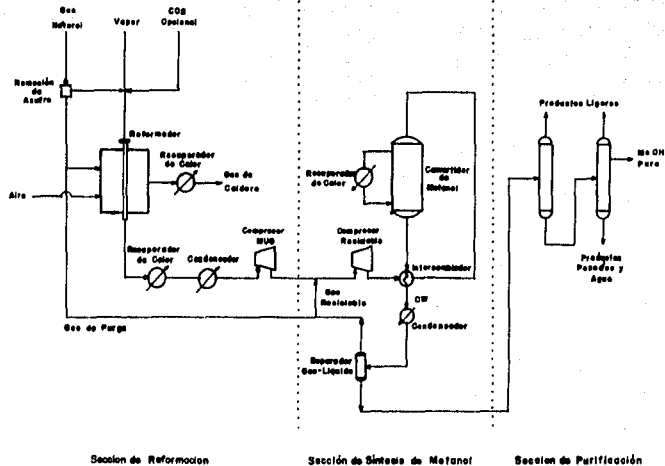 Gas
Natural
Vapor
CO2
Opcional
Remoción
de
Azufre
Reformador
Recuperador
de Calor
Gas de
Caldera
Aire
Recuperador
de Calor
Condensador
Compresor
MUG
Gas de Purga
Gas
Reciclable
Compresor
Reciclable
Recuperador
de Calor
Convertidor
de
Metanol
Intercambiador
CW
Condensador
Separador
Gas-Líquido
Productos Ligeros
MeOH
Puro
Productos
Pesados y
Agua
Seccion de Reformacion
Sección de Síntesis de Metanol
Seccion de Purificación